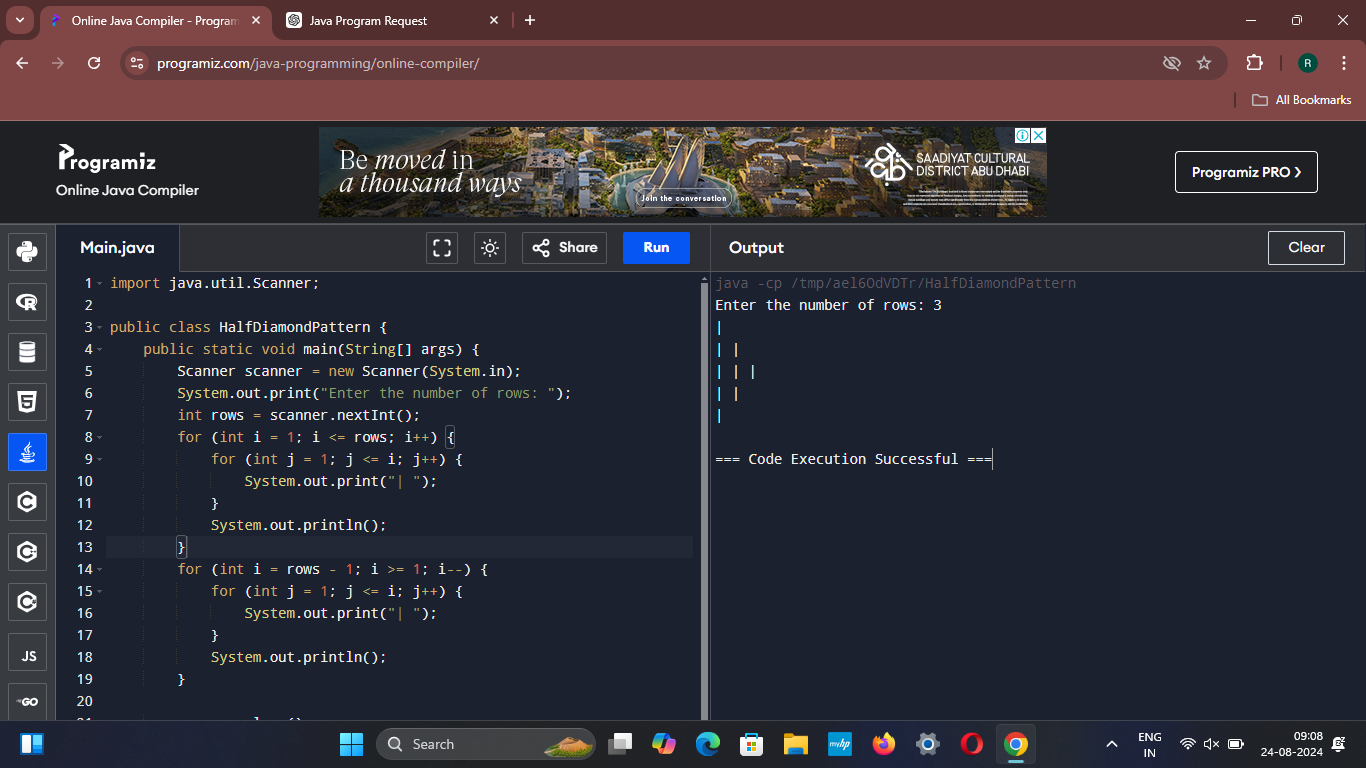 Online Java Compiler - Program
Java Program Request
programiz.com/java-programming/online-compiler/
R
All Bookmarks
Programiz
Online Java Compiler
Be moved in
a thousand ways
Join the conversation
SAADIYAT CULTURAL
DISTRICT ABU DHABI
Programiz PRO >
Main.java
Share
Run
Output
Clear
1 import java.util.Scanner;
2
3 public class HalfDiamondPattern {
4 public static void main(String[] args) {
5 Scanner scanner = new Scanner(System.in);
6 System.out.print("Enter the number of rows: ");
7 int rows = scanner.nextInt();
8 for (int i = 1; i <= rows; i++) {
9 for (int j = 1; j <= i; j++) {
10 System.out.print("| ");
11 }
12 System.out.println();
13 }
14 for (int i = rows - 1; i >= 1; i--) {
15 for (int j = 1; j <= i; j++) {
16 System.out.print("| ");
17 }
18 System.out.println();
19 }
20
java -cp /tmp/ael6OdVDTr/HalfDiamondPattern
Enter the number of rows: 3
|
| |
| | |
| |
|
=== Code Execution Successful ===
JS
GO
Search
myhp
ENG
IN
09:08
24-08-2024